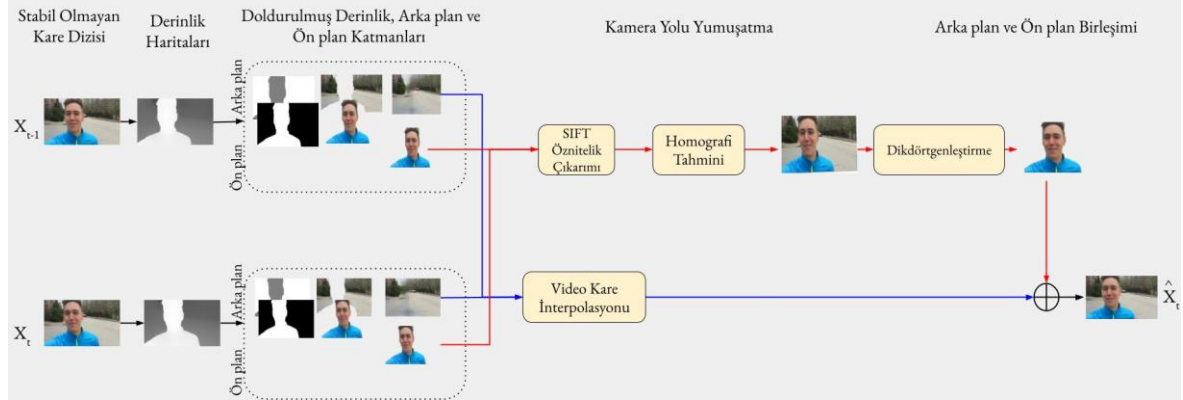 Stabil Olmayan
Kare Dizisi
Derinlik
Haritaları
Doldurulmuş Derinlik, Arka plan ve
Ön plan Katmanları
Kamera Yolu Yumuşatma
Arka plan ve Ön plan Birleşimi
X t-1
Arka plan
Ön plan
SIFT
Öznitelik
Çıkarımı
Homografi
Tahmini
Dikdörtgenleştirme
X t
Arka plan
Ön plan
Video Kare
İnterpolasyonu
X̂ t